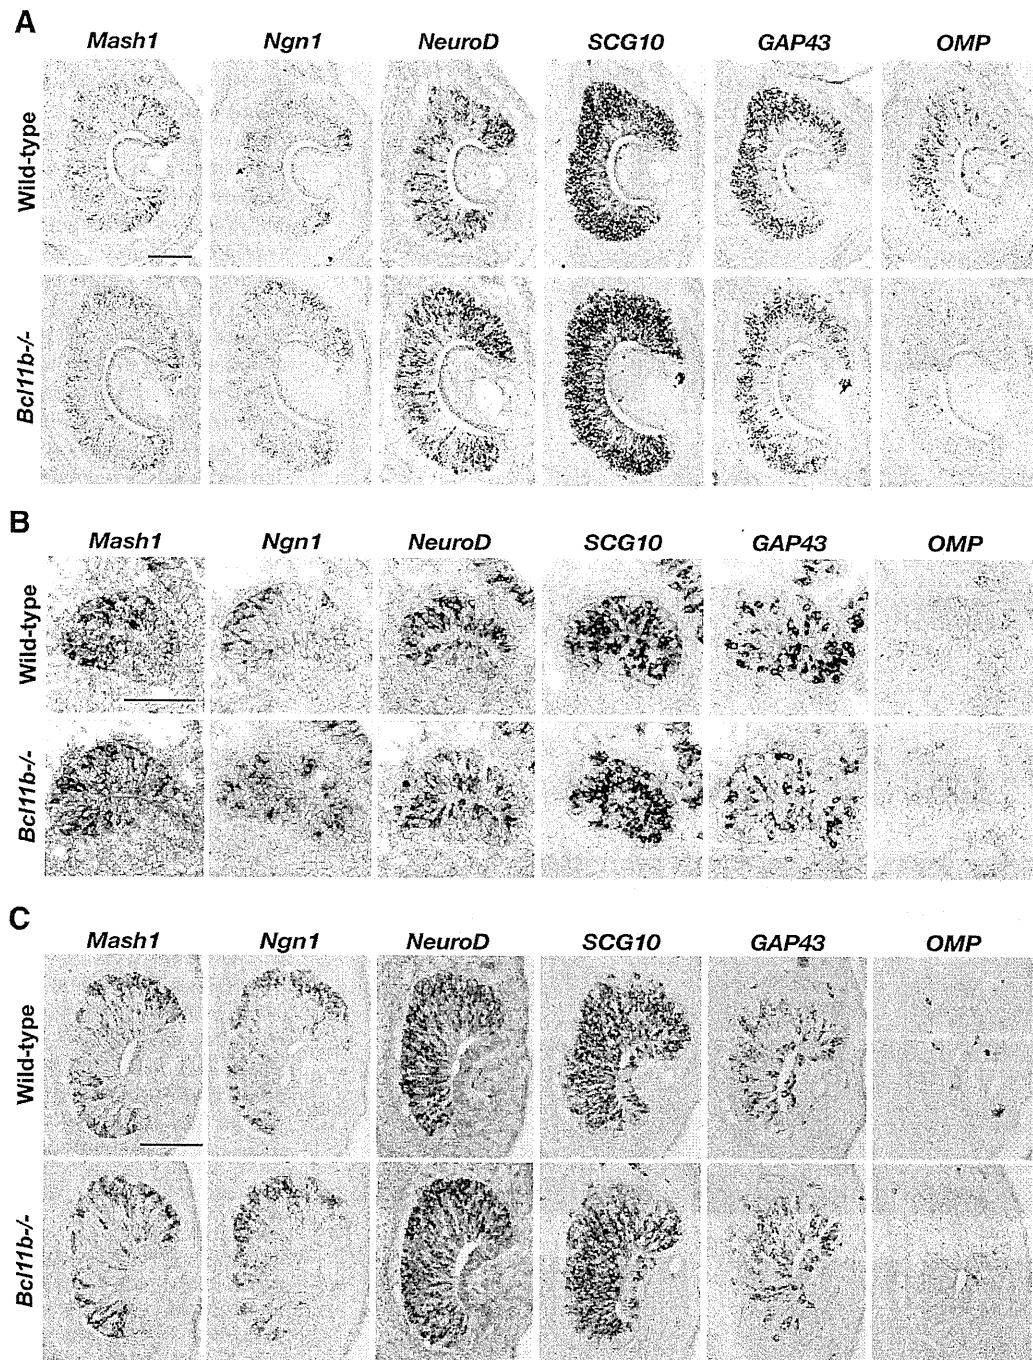 A
Mash1 Ngn1 NeuroD SCG10 GAP43 OMP
Wild-type
Bcl11b-/-
B
Mash1 Ngn1 NeuroD SCG10 GAP43 OMP
Wild-type
Bcl11b-/-
C
Mash1 Ngn1 NeuroD SCG10 GAP43 OMP
Wild-type
Bcl11b-/-